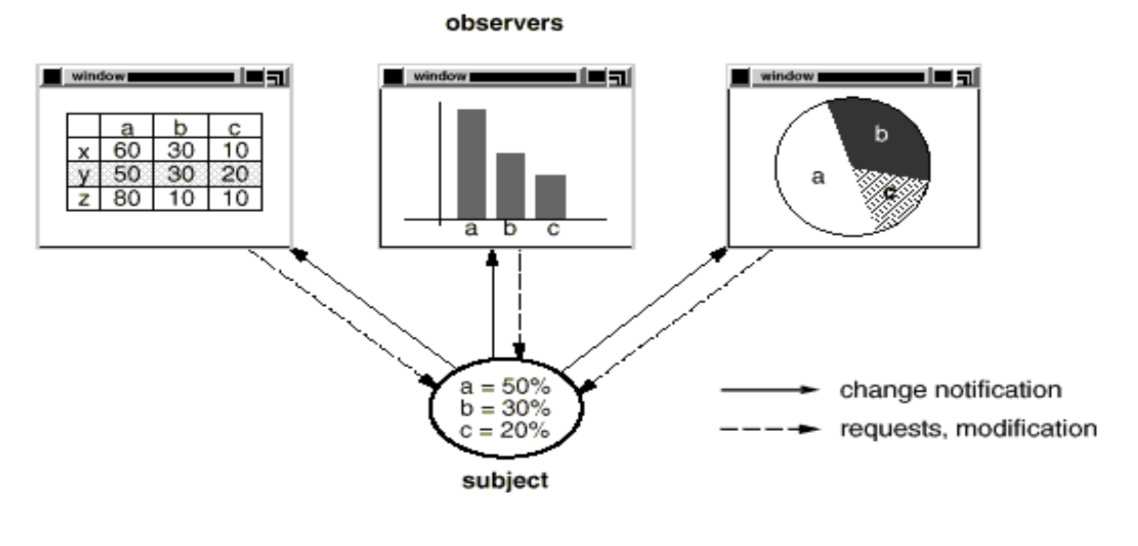 observers
window
a b c
x 60 30 10
y 50 30 20
z 80 10 10
window
a b c
window
b
a
c
a = 50%
b = 30%
c = 20%
subject
change notification
requests, modification